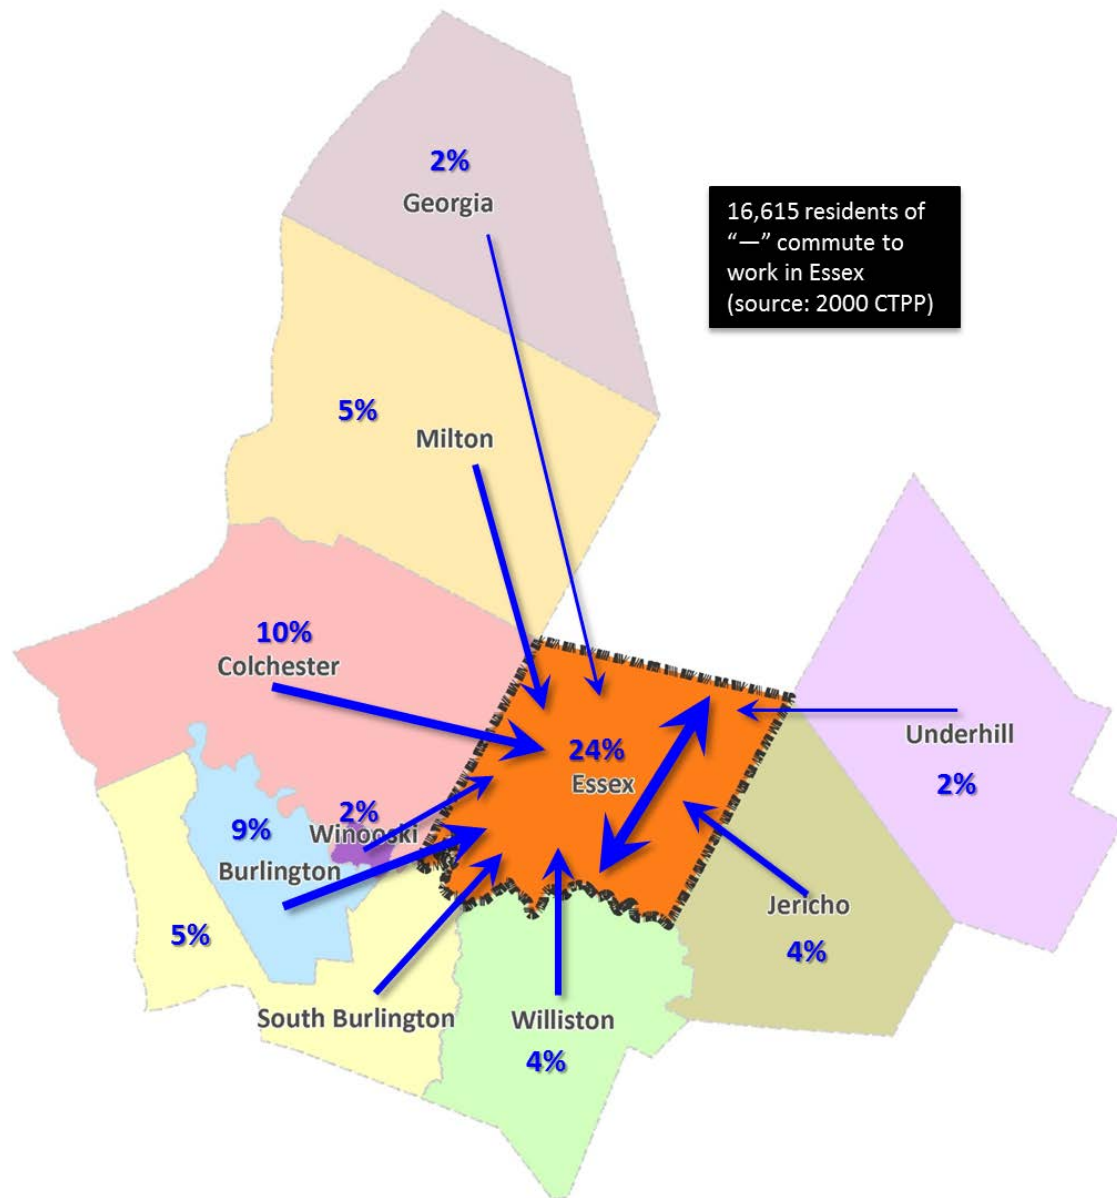 2%
Georgia
16,615 residents of
“—” commute to
work in Essex
(source: 2000 CTPP)
5%
Milton
10%
Colchester
24%
Essex
Underhill
2%
2%
Winooski
9%
Burlington
5%
Jericho
4%
South Burlington
Williston
4%